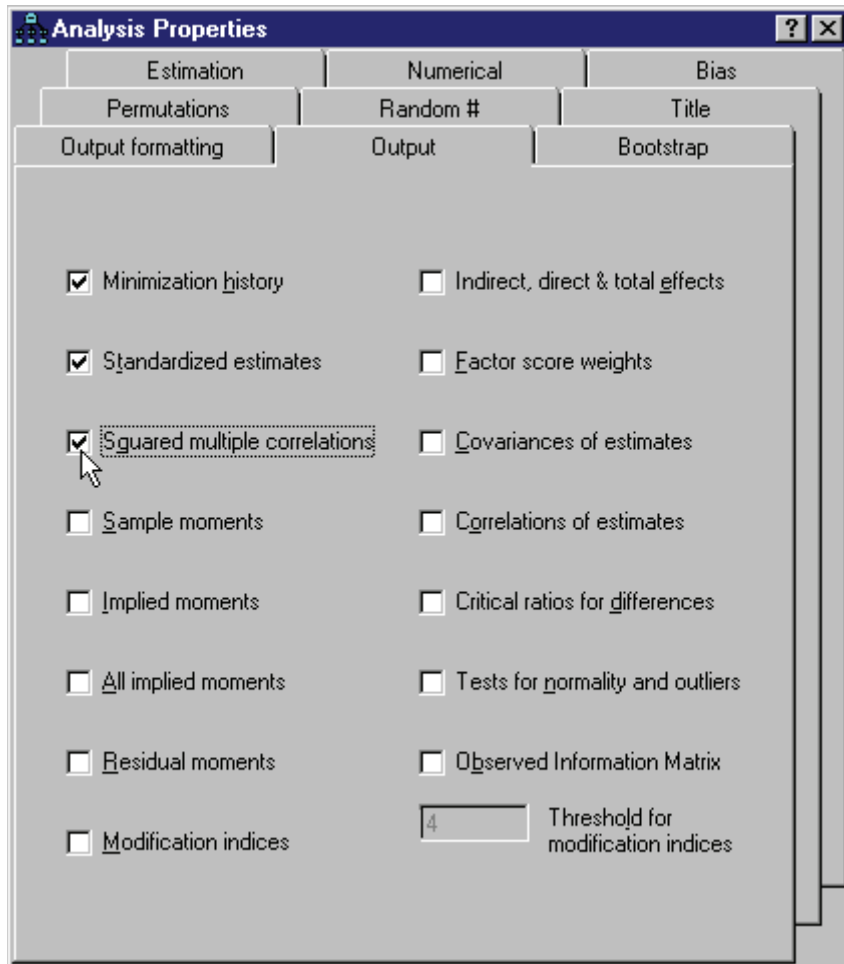 Analysis Properties
Estimation
Numerical
Bias
Permutations
Random #
Title
Output formatting
Output
Bootstrap
Minimization history
Indirect, direct & total effects
Standardized estimates
Factor score weights
Squared multiple correlations
Covariances of estimates
Sample moments
Correlations of estimates
Implied moments
Critical ratios for differences
All implied moments
Tests for normality and outliers
Residual moments
Observed Information Matrix
Modification indices
4
Threshold for
modification indices